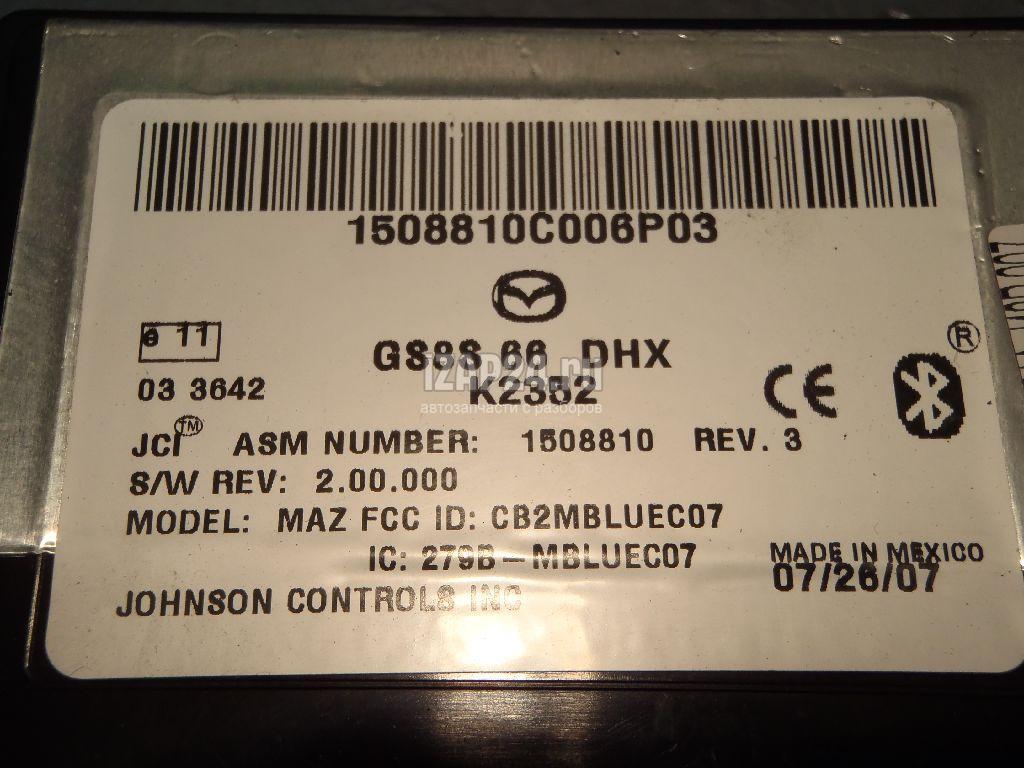 1508810C006P03
e 11
GS8S 66 DHX
03 3642
K2352
IZAP24.ru
автозапчасти с разборов
CE
®
JCI™ ASM NUMBER: 1508810 REV. 3
S/W REV: 2.00.000
MODEL: MAZ FCC ID: CB2MBLUEC07
IC: 279B-MBLUEC07
MADE IN MEXICO
07/26/07
JOHNSON CONTROLS INC